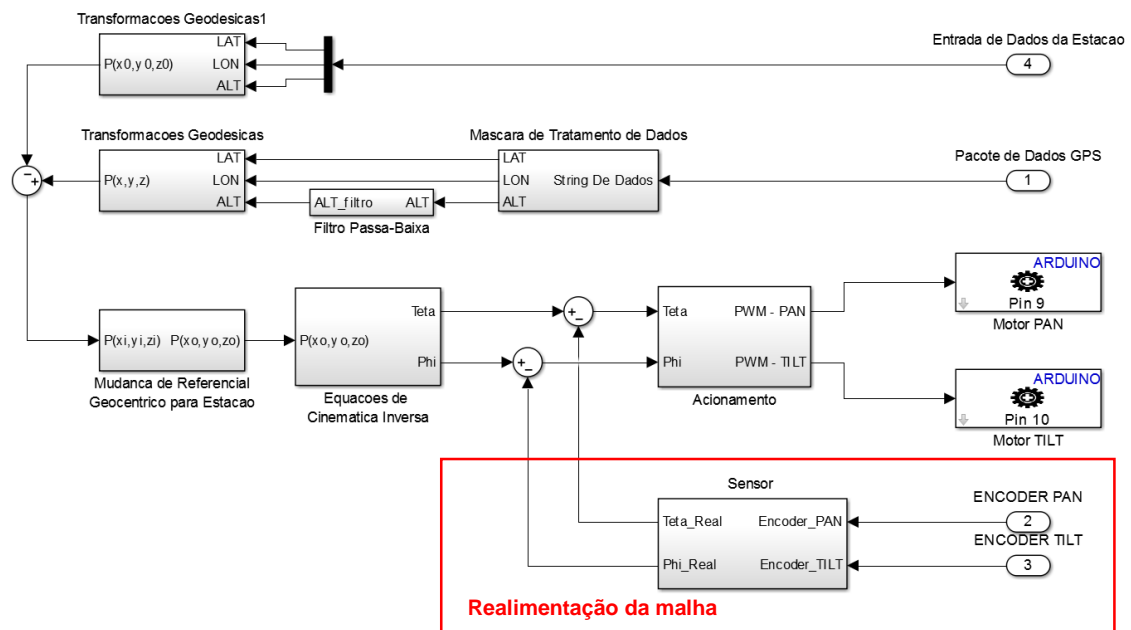 Transformacoes Geodesicas1
P(x0,y0,z0)
LAT
LON
ALT
Entrada de Dados da Estacao
4
Transformacoes Geodesicas
P(x,y,z)
LAT
LON
ALT
ALT_filtro
ALT
Filtro Passa-Baixa
Mascara de Tratamento de Dados
LAT
LON
ALT
String De Dados
Pacote de Dados GPS
1
-
+
P(xi,yi,zi)
P(xo,yo,zo)
Mudanca de Referencial
Geocentrico para Estacao
P(xo,yo,zo)
Teta
Phi
Equacoes de
Cinematica Inversa
+
-
+
-
Teta
Phi
PWM - PAN
PWM - TILT
Acionamento
ARDUINO
Pin 9
Motor PAN
ARDUINO
Pin 10
Motor TILT
Sensor
Teta_Real
Phi_Real
Encoder_PAN
Encoder_TILT
ENCODER PAN
2
ENCODER TILT
3
Realimentação da malha